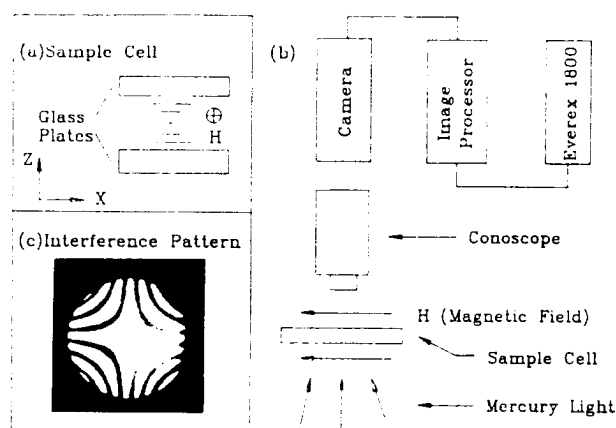 (a)Sample Cell
Glass
Plates
⊕
H
Z
X
(c)Interference Pattern
(b)
Camera
Image
Processor
Everex 1800
Conoscope
H (Magnetic Field)
Sample Cell
Mercury Light